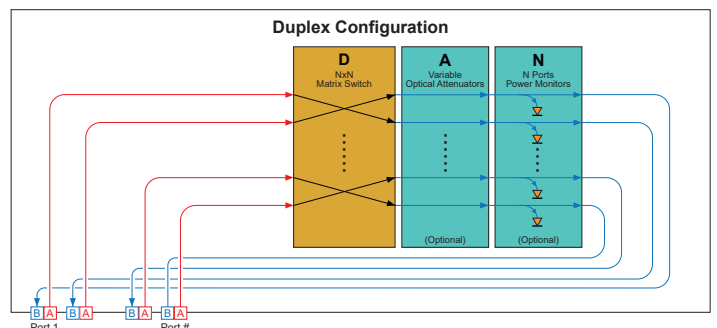 Duplex Configuration
D
NxN
Matrix Switch
A
Variable
Optical Attenuators
(Optional)
N
N Ports
Power Monitors
(Optional)
B A
B A
B A
B A
Port 1
Port #